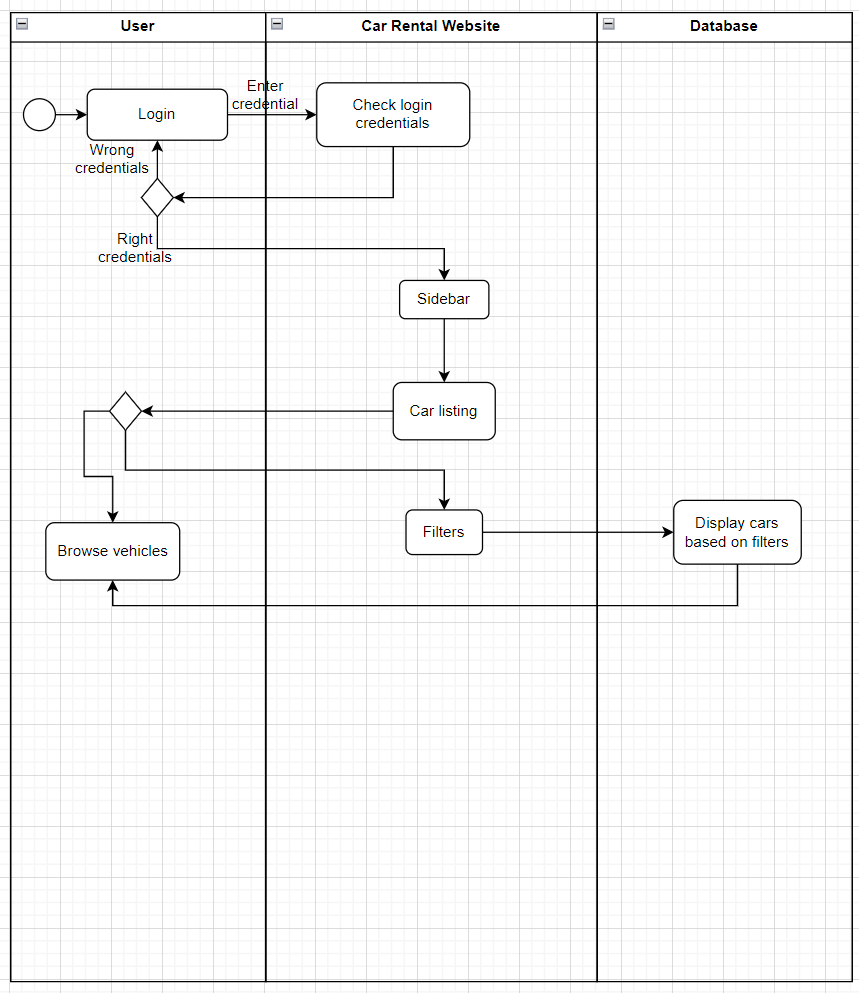 User
Car Rental Website
Database
Enter
credential
Login
Check login
credentials
Wrong
credentials
Right
credentials
Sidebar
Car listing
Filters
Display cars
based on filters
Browse vehicles